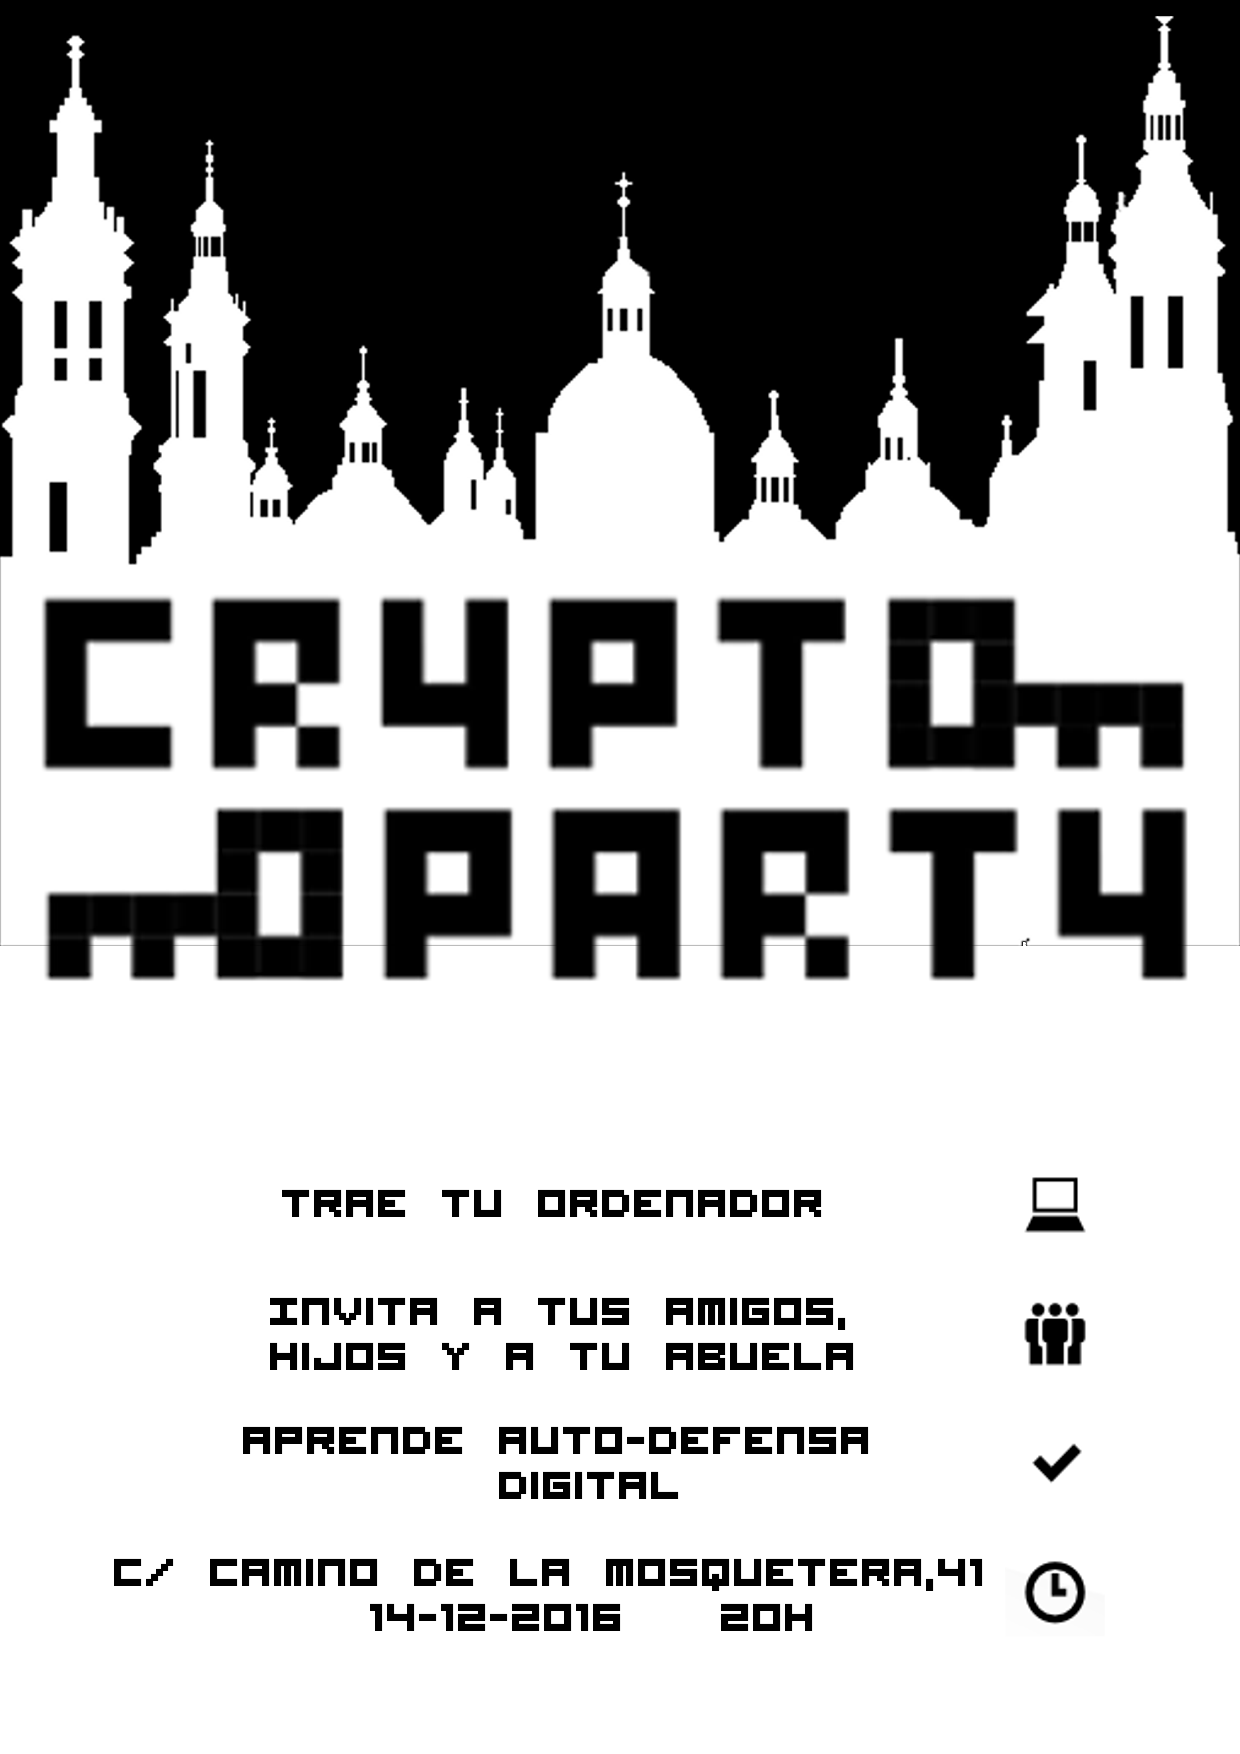 CRYPTO
PARTY
TRAE TU ORDENADOR
INVITA A TUS AMIGOS,
HIJOS Y A TU ABUELA
APRENDE AUTO-DEFENSA
DIGITAL
C/ CAMINO DE LA MOSQUETERA,41
14-12-2016 20H